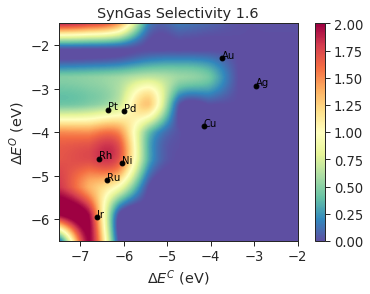 SynGas Selectivity 1.6
ΔE^O (eV)
−2
−3
−4
−5
−6
Au
Ag
Pt
Pd
Cu
Rh
Ni
Ru
Ir
2.00
1.75
1.50
1.25
1.00
0.75
0.50
0.25
0.00
−7 −6 −5 −4 −3 −2
ΔE^C (eV)